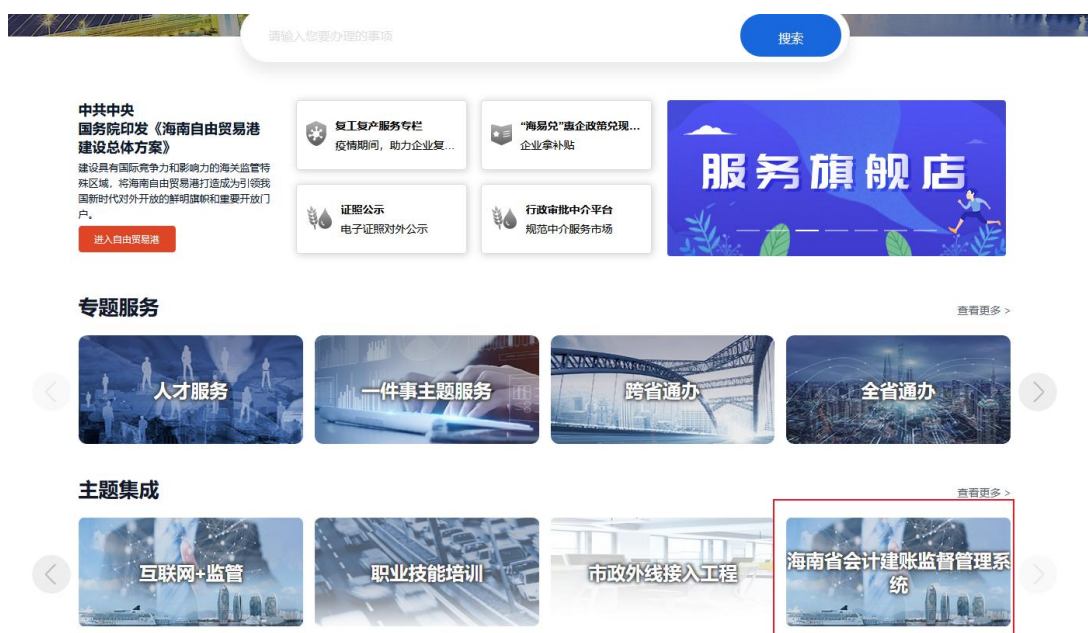 请输入您要办理的事项
搜索
中共中央
国务院印发《海南自由贸易港
建设总体方案》
建设具有国际竞争力和影响力的海关监管特
殊区域，将海南自由贸易港打造成为引领我
国新时代对外开放的鲜明旗帜和重要开放门
户。
进入自由贸易港
复工复产服务专栏
疫情期间，助力企业复...
“海易兑”惠企政策兑现...
企业拿补贴
证照公示
电子证照对外公示
行政审批中介平台
规范中介服务市场
服务旗舰店
专题服务
查看更多 >
人才服务
一件事主题服务
跨省通办
全省通办
主题集成
查看更多 >
互联网+监管
职业技能培训
市政外线接入工程
海南省会计建账监督管理系
统